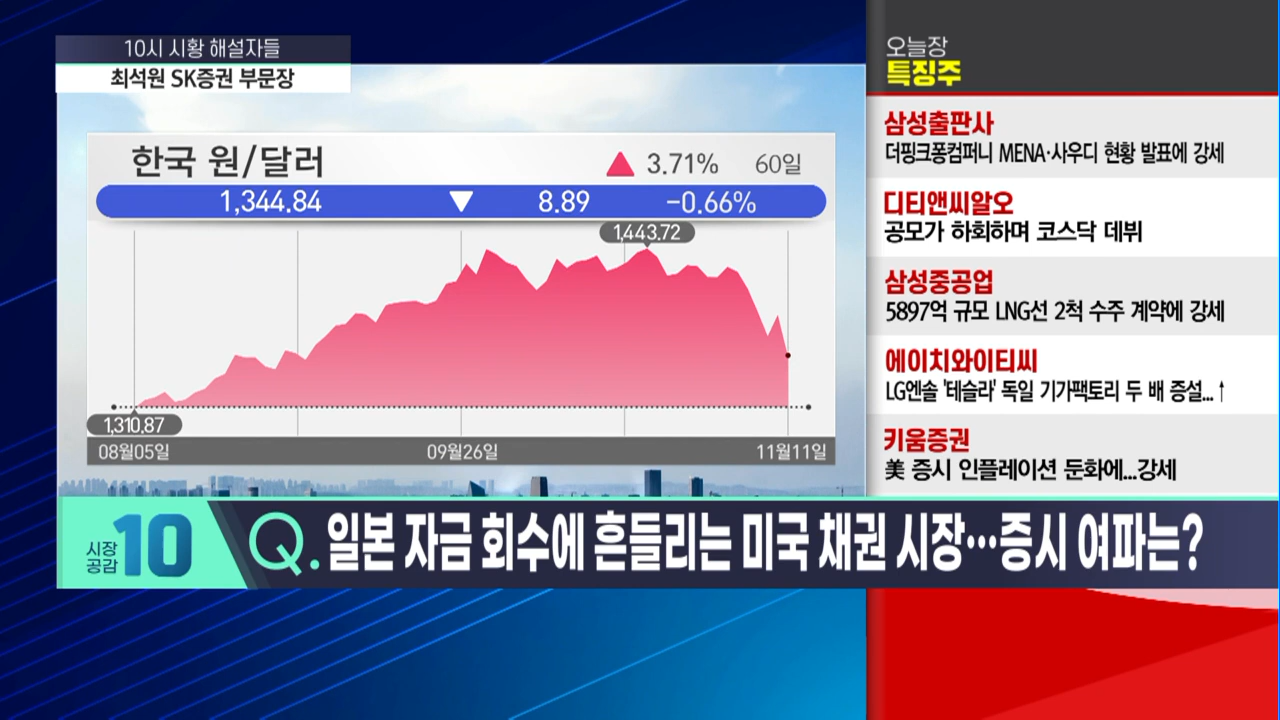 10시 시황 해설자들
최석원 SK증권 부문장
한국 원/달러
▲ 3.71% 60일
1,344.84 ▼ 8.89 -0.66%
1,443.72
1,310.87
08월05일 09월26일 11월11일
시장
공감
10
Q. 일본 자금 회수에 흔들리는 미국 채권 시장…증시 여파는?
오늘장
특징주
삼성출판사
더핑크퐁컴퍼니 MENA·사우디 현황 발표에 강세
디티앤씨알오
공모가 하회하며 코스닥 데뷔
삼성중공업
5897억 규모 LNG선 2척 수주 계약에 강세
에이치와이티씨
LG엔솔 '테슬라' 독일 기가팩토리 두 배 증설...↑
키움증권
美 증시 인플레이션 둔화에...강세